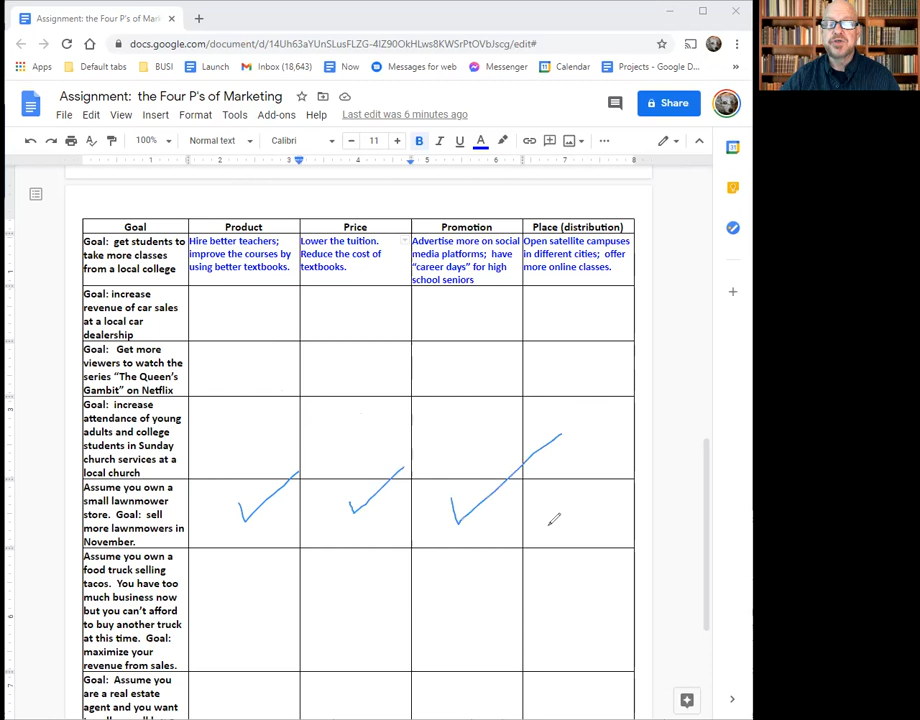 Assignment: the Four P's of Marke
docs.google.com/document/d/14Uh63aYUnSLusFLZG-4IZ90OkHLws8KWSrPtOVbJscg/edit#
Apps Default tabs BUSI Launch Inbox (18,643) Now Messages for web Messenger Calendar Projects - Google D...
Assignment: the Four P's of Marketing
File Edit View Insert Format Tools Add-ons Help Last edit was 6 minutes ago
Share
100% Normal text Calibri 11 B I U A
1 2 3 4 5 6 7 8
Goal Product Price Promotion Place (distribution)
Goal: get students to
take more classes
from a local college
Hire better teachers;
improve the courses by
using better textbooks.
Lower the tuition.
Reduce the cost of
textbooks.
Advertise more on social
media platforms; have
"career days" for high
school seniors
Open satellite campuses
in different cities; offer
more online classes.
Goal: increase
revenue of car sales
at a local car
dealership
Goal: Get more
viewers to watch the
series "The Queen's
Gambit" on Netflix
Goal: increase
attendance of young
adults and college
students in Sunday
church services at a
local church
Assume you own a
small lawnmower
store. Goal: sell
more lawnmowers in
November.
Assume you own a
food truck selling
tacos. You have too
much business now
but you can't afford
to buy another truck
at this time. Goal:
maximize your
revenue from sales.
Goal: Assume you
are a real estate
agent and you want